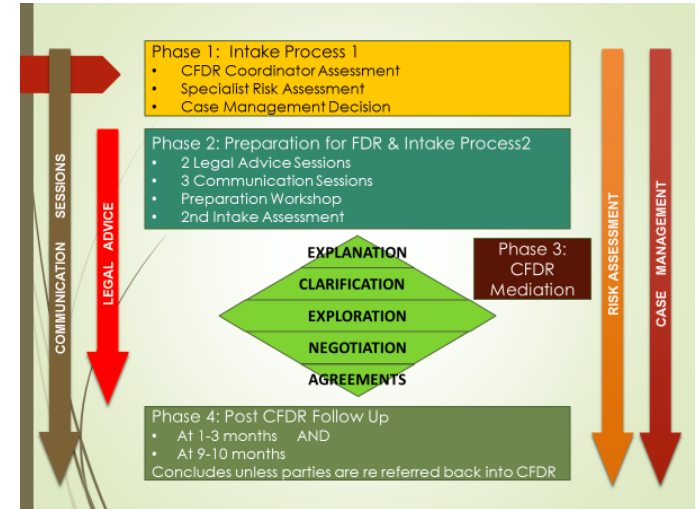 Phase 1: Intake Process 1
• CFDR Coordinator Assessment
• Specialist Risk Assessment
• Case Management Decision
Phase 2: Preparation for FDR & Intake Process2
• 2 Legal Advice Sessions
• 3 Communication Sessions
• Preparation Workshop
• 2nd Intake Assessment
COMMUNICATION SESSIONS
LEGAL ADVICE
EXPLANATION
CLARIFICATION
EXPLORATION
NEGOTIATION
AGREEMENTS
Phase 3:
CFDR
Mediation
RISK ASSESSMENT
CASE MANAGEMENT
Phase 4: Post CFDR Follow Up
• At 1-3 months AND
• At 9-10 months
Concludes unless parties are re referred back into CFDR